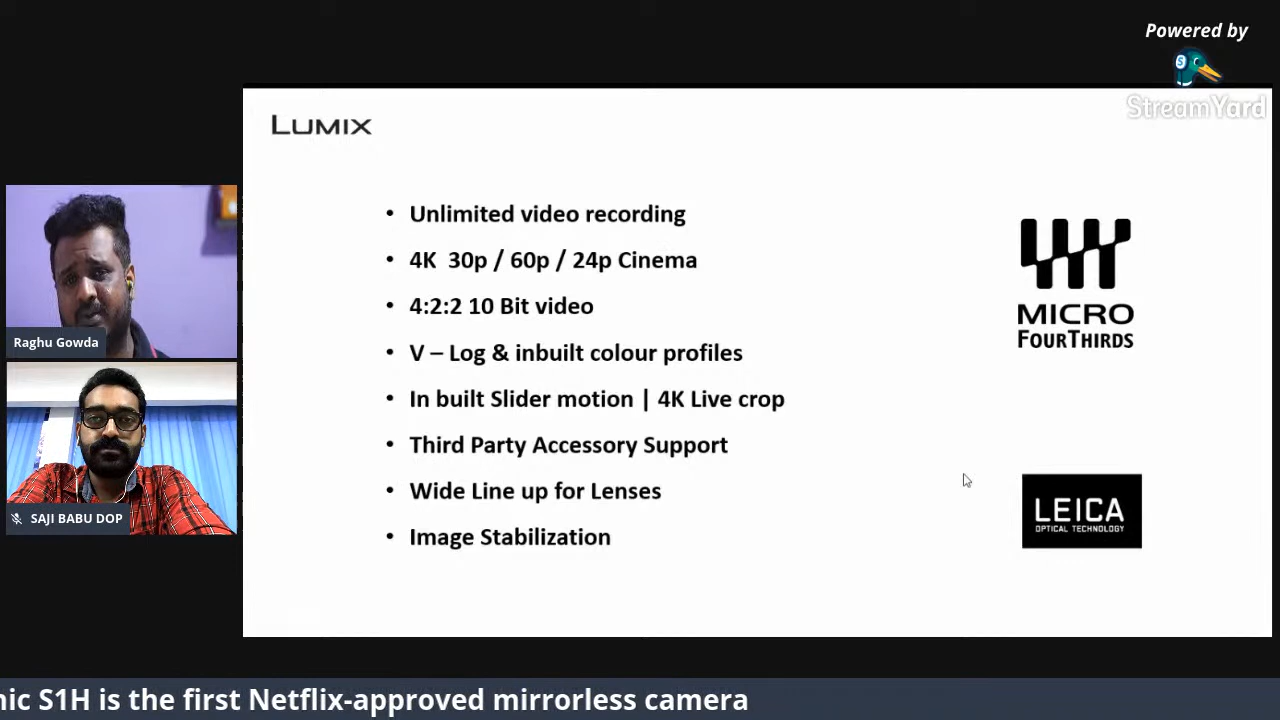 Powered by
StreamYard
LUMIX
• Unlimited video recording
• 4K 30p / 60p / 24p Cinema
• 4:2:2 10 Bit video
• V – Log & inbuilt colour profiles
• In built Slider motion | 4K Live crop
• Third Party Accessory Support
• Wide Line up for Lenses
• Image Stabilization
MICRO
FOURTHIRDS
LEICA
OPTICAL TECHNOLOGY
Raghu Gowda
SAJI BABU DOP
nic S1H is the first Netflix-approved mirrorless camera